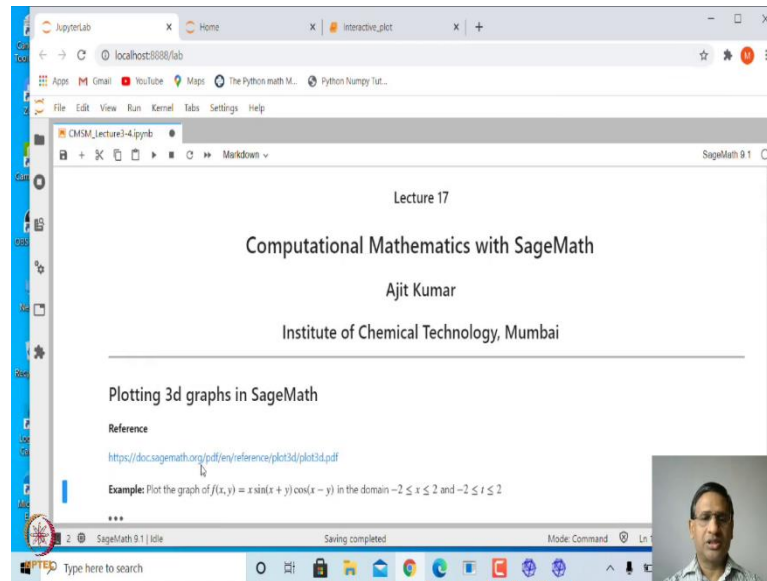 JupyterLab
Home
Interactive_plot
localhost:8888/lab
Apps Gmail YouTube Maps The Python math M... Python Numpy Tut...
File Edit View Run Kernel Tabs Settings Help
CMSM_Lecture3-4.ipynb
Markdown
SageMath 9.1
Lecture 17
Computational Mathematics with SageMath
Ajit Kumar
Institute of Chemical Technology, Mumbai
Plotting 3d graphs in SageMath
Reference
https://doc.sagemath.org/pdf/en/reference/plot3d/plot3d.pdf
Example: Plot the graph of f(x, y) = x sin(x + y) cos(x − y) in the domain −2 ≤ x ≤ 2 and −2 ≤ t ≤ 2
2 SageMath 9.1 | Idle Saving completed Mode: Command Ln 1
NPTEL
Type here to search